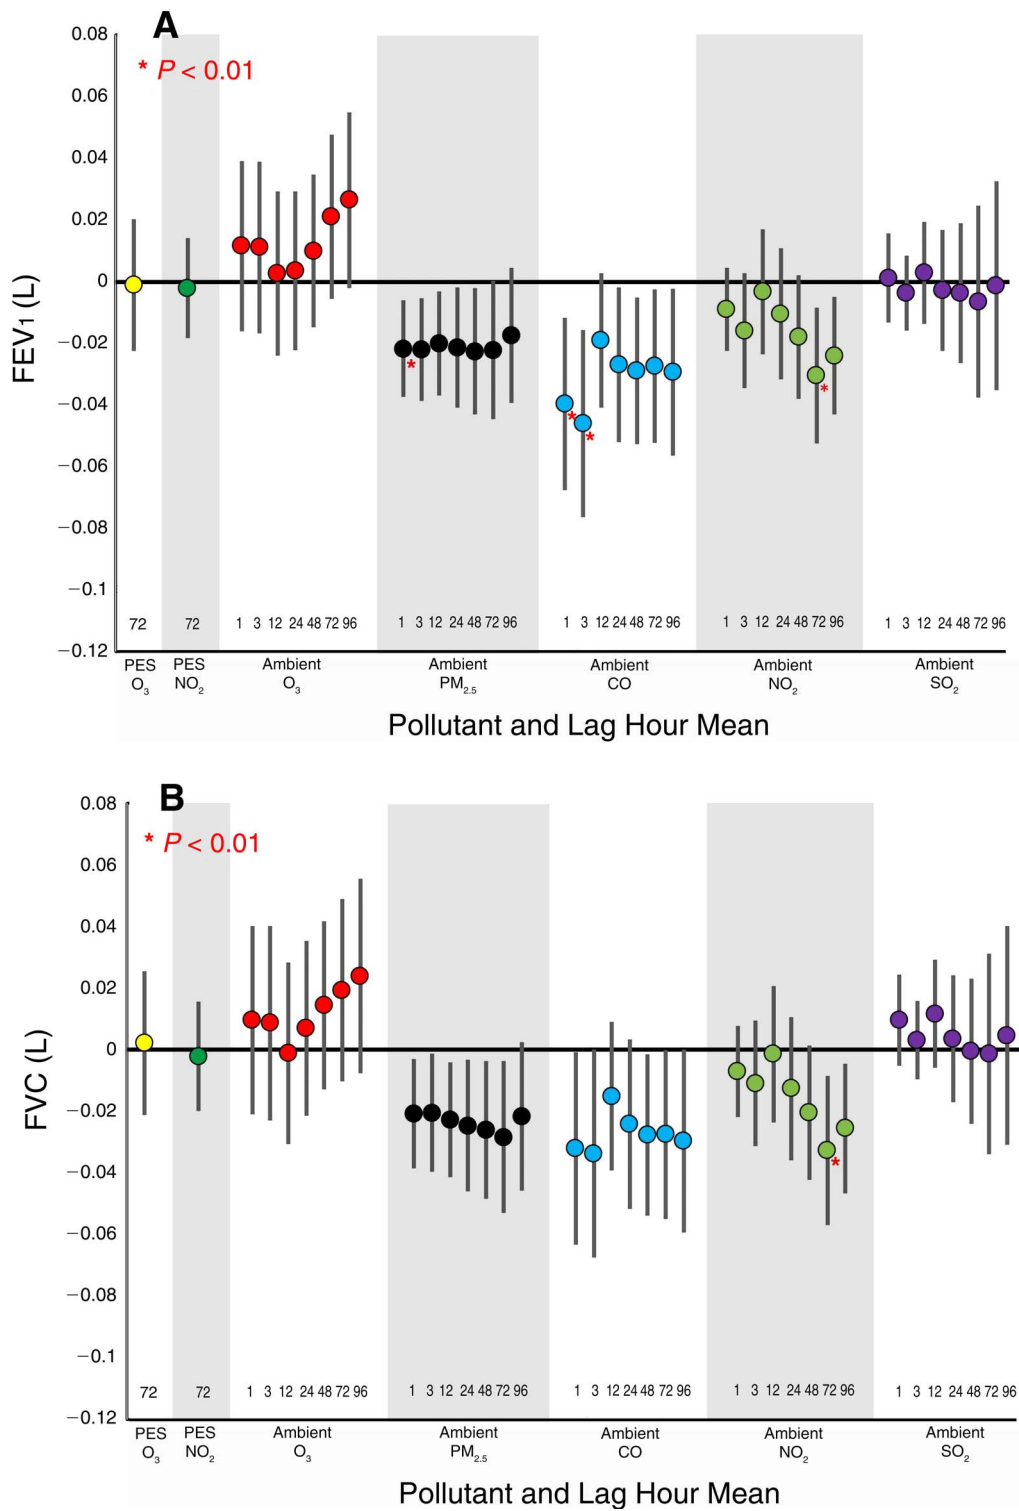 A
* P < 0.01
FEV1 (L)
0.08
0.06
0.04
0.02
0
−0.02
−0.04
−0.06
−0.08
−0.1
−0.12
*
*
*
*
72 72 1 3 12 24 48 72 96 1 3 12 24 48 72 96 1 3 12 24 48 72 96 1 3 12 24 48 72 96 1 3 12 24 48 72 96
PES PES Ambient Ambient Ambient Ambient Ambient
O3 NO2 O3 PM2.5 CO NO2 SO2
Pollutant and Lag Hour Mean
B
* P < 0.01
FVC (L)
0.08
0.06
0.04
0.02
0
−0.02
−0.04
−0.06
−0.08
−0.1
−0.12
*
72 72 1 3 12 24 48 72 96 1 3 12 24 48 72 96 1 3 12 24 48 72 96 1 3 12 24 48 72 96 1 3 12 24 48 72 96
PES PES Ambient Ambient Ambient Ambient Ambient
O3 NO2 O3 PM2.5 CO NO2 SO2
Pollutant and Lag Hour Mean